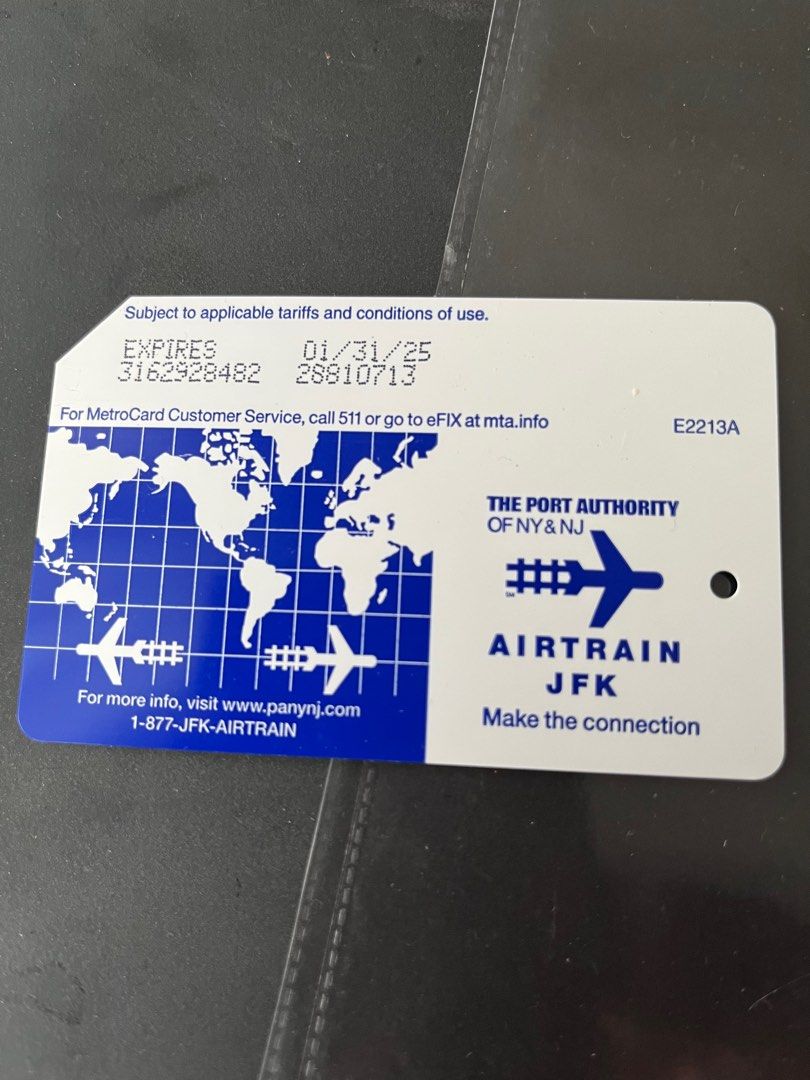 Subject to applicable tariffs and conditions of use.
EXPIRES 01/31/25
3162928482 28810713
For MetroCard Customer Service, call 511 or go to eFIX at mta.info
E2213A
THE PORT AUTHORITY
OF NY & NJ
SM
AIRTRAIN
JFK
Make the connection
For more info, visit www.panynj.com
1-877-JFK-AIRTRAIN